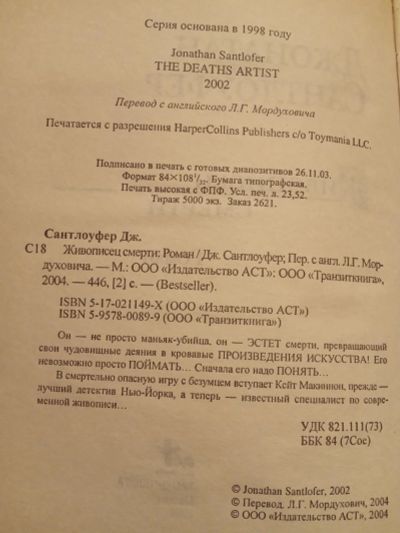 Серия основана в 1998 году
Jonathan Santlofer
THE DEATHS ARTIST
2002
Перевод с английского Л.Г. Мордуховича
Печатается с разрешения HarperCollins Publishers c/o Toymania LLC.
Подписано в печать с готовых диапозитивов 26.11.03.
Формат 84×108 1/32. Бумага типографская.
Печать высокая с ФПФ. Усл. печ. л. 23,52.
Тираж 5000 экз. Заказ 2621.
Сантлоуфер Дж.
С18 Живописец смерти: Роман / Дж. Сантлоуфер; Пер. с англ. Л.Г. Мор-
духовича. — М.: ООО «Издательство АСТ»: ООО «Транзиткнига»,
2004. — 446, [2] с. — (Bestseller).
ISBN 5-17-021149-X (ООО «Издательство АСТ»)
ISBN 5-9578-0089-9 (ООО «Транзиткнига»)
Он — не просто маньяк-убийца, он — ЭСТЕТ смерти, превращающий
свои чудовищные деяния в кровавые ПРОИЗВЕДЕНИЯ ИСКУССТВА! Его
невозможно просто ПОЙМАТЬ... Сначала его надо ПОНЯТЬ...
В смертельно опасную игру с безумцем вступает Кейт Макиннон, прежде —
лучший детектив Нью-Йорка, а теперь — известный специалист по совре-
менной живописи...
УДК 821.111(73)
ББК 84 (7Сое)
© Jonathan Santlofer, 2002
© Перевод. Л.Г. Мордухович, 2004
© ООО «Издательство АСТ», 2004